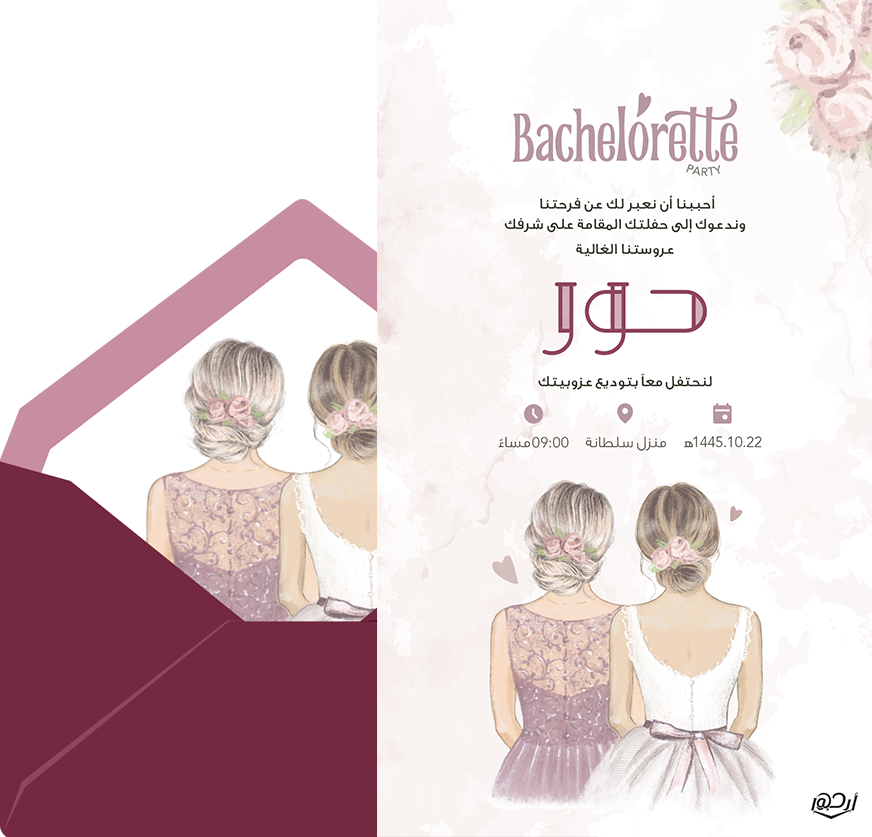 Bachelorette
PARTY
أحببنا أن نعبر لك عن فرحتنا
وندعوك إلى حفلتك المقامة على شرفك
عروستنا الغالية
حور
لنحتفل معاً بتوديع عزوبيتك
1445.10.22هـ منزل سلطانة 09:00مساءً